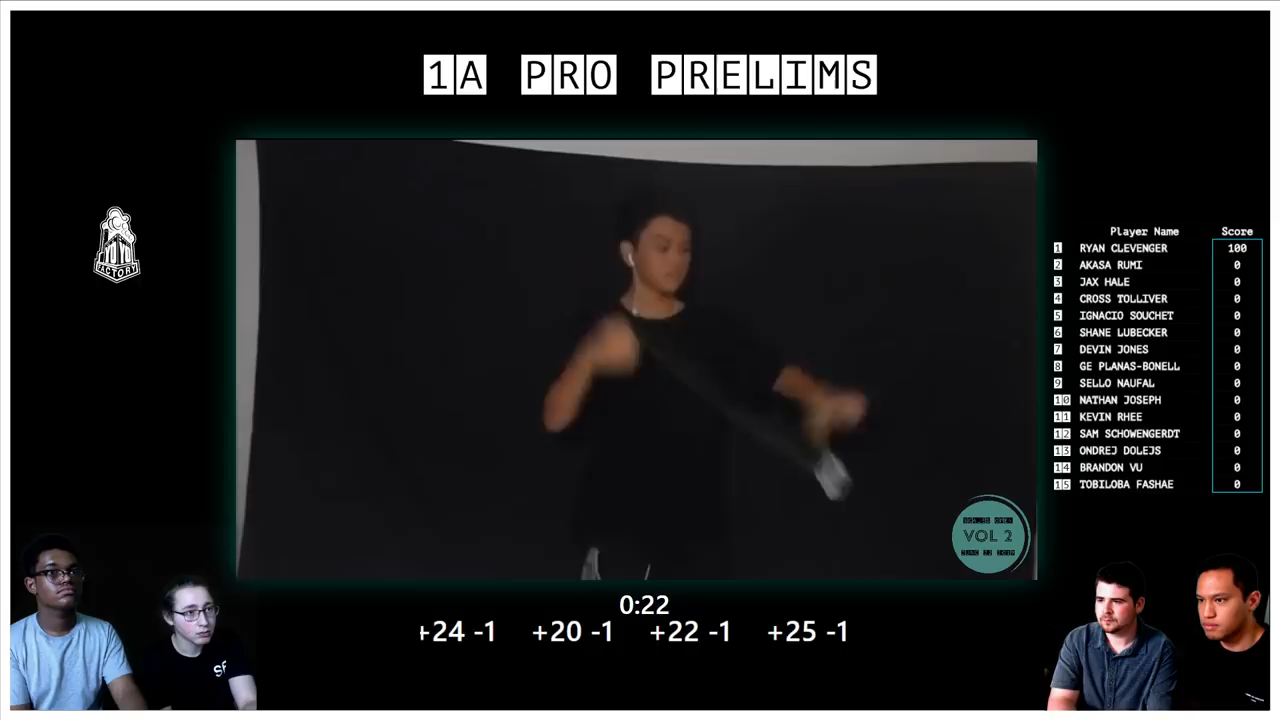 1A PRO PRELIMS
YOYO
FACTORY
Player Name Score
1 RYAN CLEVENGER 100
2 AKASA RUMI 0
3 JAX HALE 0
4 CROSS TOLLIVER 0
5 IGNACIO SOUCHET 0
6 SHANE LUBECKER 0
7 DEVIN JONES 0
8 GE PLANAS-BONELL 0
9 SELLO NAUFAL 0
10 NATHAN JOSEPH 0
11 KEVIN RHEE 0
12 SAM SCHOWENGERDT 0
13 ONDREJ DOLEJS 0
14 BRANDON VU 0
15 TOBILOBA FASHAE 0
VOL 2
0:22
+24 -1 +20 -1 +22 -1 +25 -1